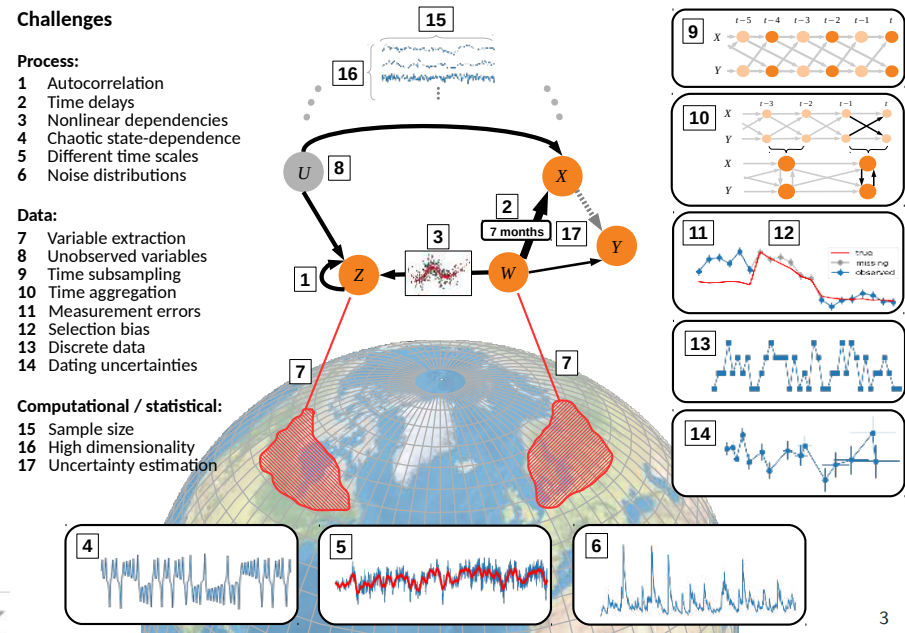 Challenges
Process:
1 Autocorrelation
2 Time delays
3 Nonlinear dependencies
4 Chaotic state-dependence
5 Different time scales
6 Noise distributions
Data:
7 Variable extraction
8 Unobserved variables
9 Time subsampling
10 Time aggregation
11 Measurement errors
12 Selection bias
13 Discrete data
14 Dating uncertainties
Computational / statistical:
15 Sample size
16 High dimensionality
17 Uncertainty estimation
15
16
U
8
X
2
7 months
17
Y
3
1
Z
W
7
7
9
t−5 t−4 t−3 t−2 t−1 t
X
Y
10
t−3 t−2 t−1 t
X
Y
X
Y
11
12
true
missing
observed
13
14
4
5
6
3